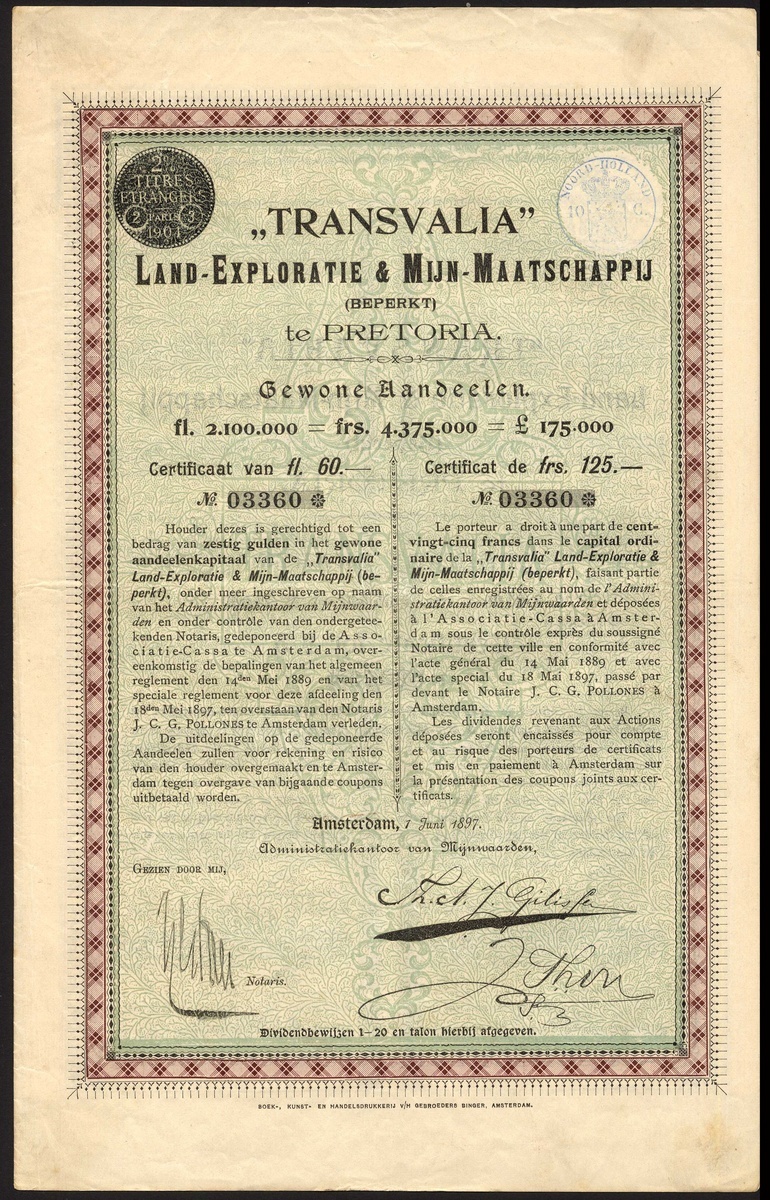 2%
TITRES
ETRANGERS
2 PARIS 3
1901
NOORD-HOLLAND
10 C.
„TRANSVALIA”
LAND-EXPLORATIE & MIJN-MAATSCHAPPIJ
(BEPERKT)
te PRETORIA.
Gewone Aandeelen.
fl. 2.100.000 = frs. 4.375.000 = £ 175.000
Certificaat van fl. 60.—
No. 03360
Houder dezes is gerechtigd tot een
bedrag van zestig gulden in het gewone
aandeelenkapitaal van de „Transvalia”
Land-Exploratie & Mijn-Maatschappij (be-
perkt), onder meer ingeschreven op naam
van het Administratiekantoor van Mijnwaar-
den en onder contrôle van den ondergetee-
kenden Notaris, gedeponeerd bij de Asso-
ciatie-Cassa te Amsterdam, over-
eenkomstig de bepalingen van het algemeen
reglement den 14den Mei 1889 en van het
speciale reglement voor deze afdeeling den
18den Mei 1897, ten overstaan van den Notaris
J. C. G. POLLONES te Amsterdam verleden.
De uitdeelingen op de gedeponeerde
Aandeelen zullen voor rekening en risico
van den houder overgemaakt en te Amster-
dam tegen overgave van bijgaande coupons
uitbetaald worden.
Certificat de frs. 125.—
No. 03360
Le porteur a droit à une part de cent-
vingt-cinq francs dans le capital ordi-
naire de la „Transvalia” Land-Exploratie &
Mijn-Maatschappij (beperkt), faisant partie
de celles enregistrées au nom de l'Admini-
stratiekantoor van Mijnwaarden et déposées
à l'Associatie-Cassa à Amster-
dam sous le contrôle exprès du soussigné
Notaire de cette ville en conformité avec
l'acte général du 14 Mai 1889 et avec
l'acte special du 18 Mai 1897, passé par
devant le Notaire J. C. G. POLLONES à
Amsterdam.
Les dividendes revenant aux Actions
déposées seront encaissés pour compte
et au risque des porteurs de certificats
et mis en paiement à Amsterdam sur
la présentation des coupons joints aux cer-
tificats.
Amsterdam, 1 Juni 1897.
Administratiekantoor van Mijnwaarden,
GEZIEN DOOR MIJ,
Notaris.
Dividendbewijzen 1–20 en talon hierbij afgegeven.
BOEK-, KUNST- EN HANDELSDRUKKERIJ V/H GEBROEDERS BINGER, AMSTERDAM.